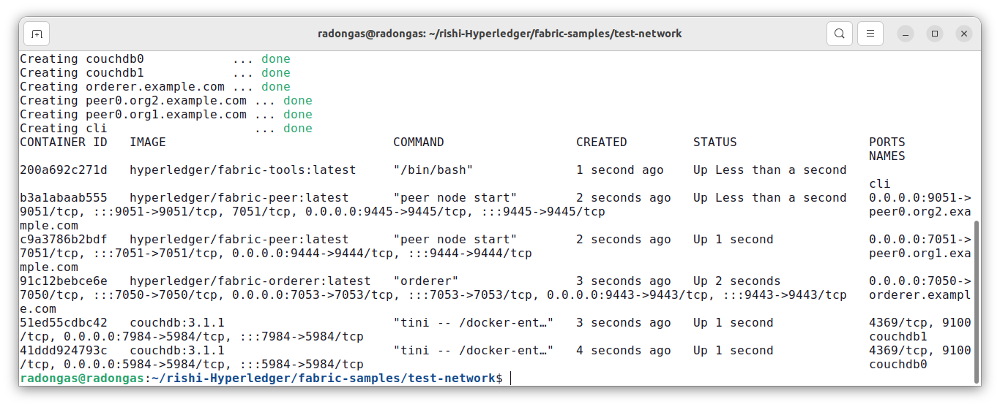 radongas@radongas: ~/rishi-Hyperledger/fabric-samples/test-network
Creating couchdb0            ... done
Creating couchdb1            ... done
Creating orderer.example.com ... done
Creating peer0.org2.example.com ... done
Creating peer0.org1.example.com ... done
Creating cli                    ... done
CONTAINER ID   IMAGE                               COMMAND                  CREATED         STATUS                  PORTS
NAMES
200a692c271d   hyperledger/fabric-tools:latest     "/bin/bash"              1 second ago    Up Less than a second
cli
b3a1abaab555   hyperledger/fabric-peer:latest      "peer node start"        2 seconds ago   Up Less than a second   0.0.0.0:9051->
9051/tcp, :::9051->9051/tcp, 7051/tcp, 0.0.0.0:9445->9445/tcp, :::9445->9445/tcp                                    peer0.org2.exa
mple.com
c9a3786b2bdf   hyperledger/fabric-peer:latest      "peer node start"        2 seconds ago   Up 1 second             0.0.0.0:7051->
7051/tcp, :::7051->7051/tcp, 0.0.0.0:9444->9444/tcp, :::9444->9444/tcp                                              peer0.org1.exa
mple.com
91c12bebce6e   hyperledger/fabric-orderer:latest   "orderer"                3 seconds ago   Up 2 seconds            0.0.0.0:7050->
7050/tcp, :::7050->7050/tcp, 0.0.0.0:7053->7053/tcp, :::7053->7053/tcp, 0.0.0.0:9443->9443/tcp, :::9443->9443/tcp   orderer.exampl
e.com
51ed55cdbc42   couchdb:3.1.1                       "tini -- /docker-ent…"   3 seconds ago   Up 1 second             4369/tcp, 9100
/tcp, 0.0.0.0:7984->5984/tcp, :::7984->5984/tcp                                                                     couchdb1
41ddd924793c   couchdb:3.1.1                       "tini -- /docker-ent…"   4 seconds ago   Up 1 second             4369/tcp, 9100
/tcp, 0.0.0.0:5984->5984/tcp, :::5984->5984/tcp                                                                     couchdb0
radongas@radongas:~/rishi-Hyperledger/fabric-samples/test-network$